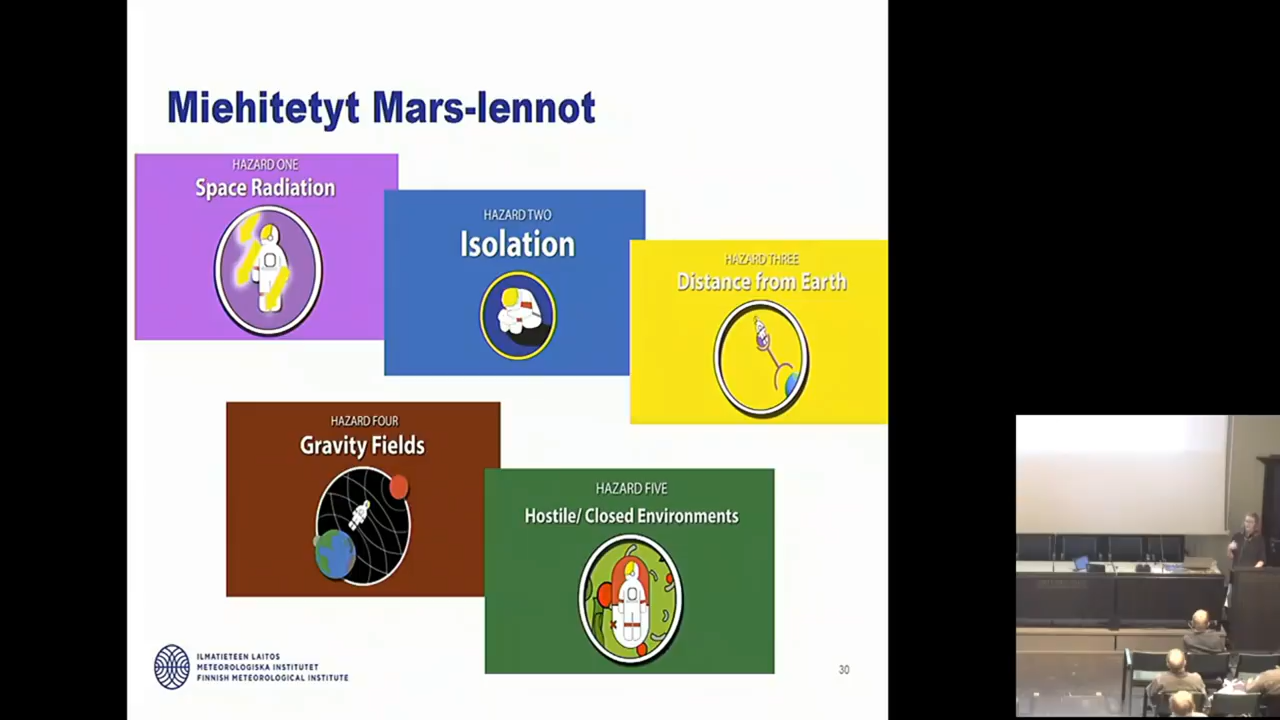 Miehitetyt Mars-lennot
HAZARD ONE
Space Radiation
HAZARD TWO
Isolation
HAZARD THREE
Distance from Earth
HAZARD FOUR
Gravity Fields
HAZARD FIVE
Hostile/ Closed Environments
ILMATIETEEN LAITOS
METEOROLOGISKA INSTITUTET
FINNISH METEOROLOGICAL INSTITUTE
30